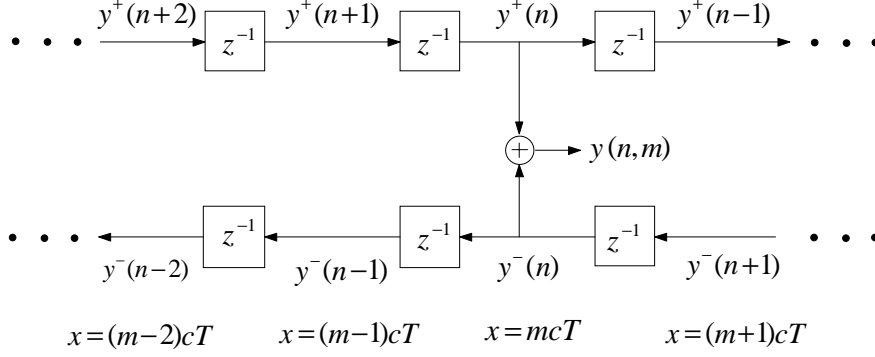 y⁺(n+2) y⁺(n+1) y⁺(n) y⁺(n−1)
• • • z⁻¹ z⁻¹ z⁻¹ • • •
+ y(n,m)
• • • z⁻¹ z⁻¹ z⁻¹ • • •
y⁻(n−2) y⁻(n−1) y⁻(n) y⁻(n+1)
x=(m−2)cT x=(m−1)cT x=mcT x=(m+1)cT